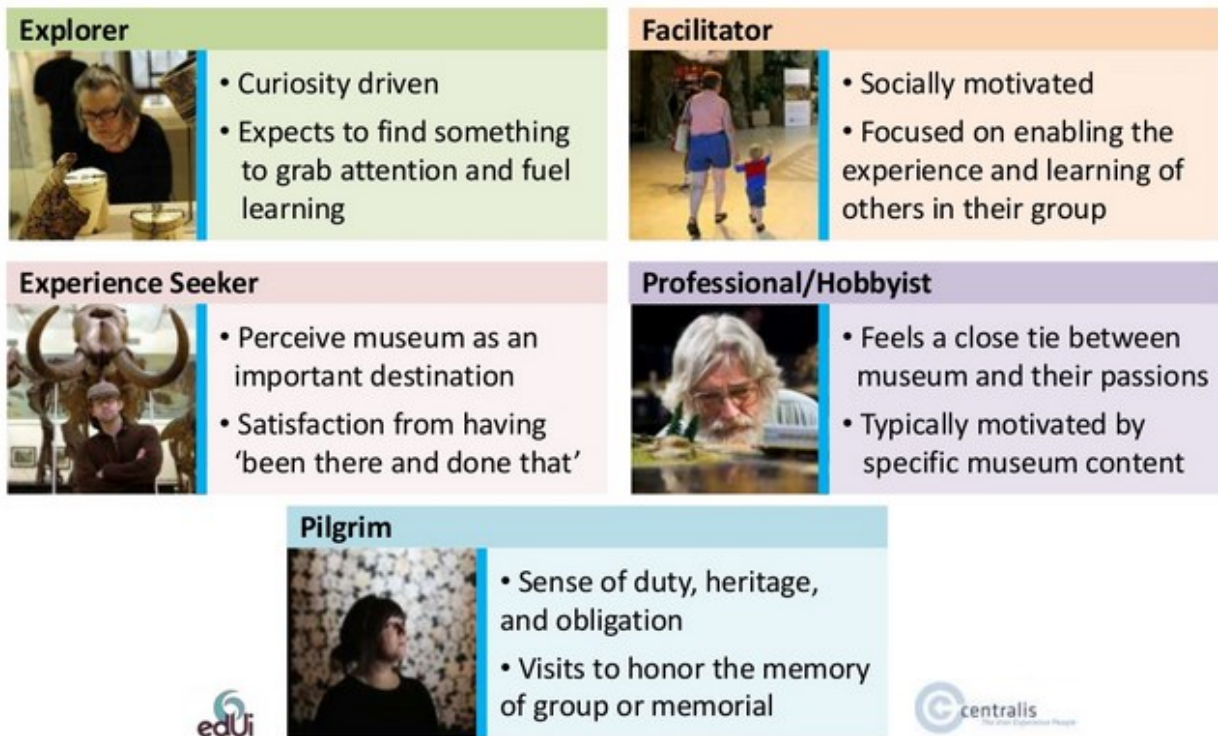 Explorer
• Curiosity driven
• Expects to find something
to grab attention and fuel
learning
Facilitator
• Socially motivated
• Focused on enabling the
experience and learning of
others in their group
Experience Seeker
• Perceive museum as an
important destination
• Satisfaction from having
‘been there and done that’
Professional/Hobbyist
• Feels a close tie between
museum and their passions
• Typically motivated by
specific museum content
Pilgrim
• Sense of duty, heritage,
and obligation
• Visits to honor the memory
of group or memorial
edUi
centralis
The User Experience People